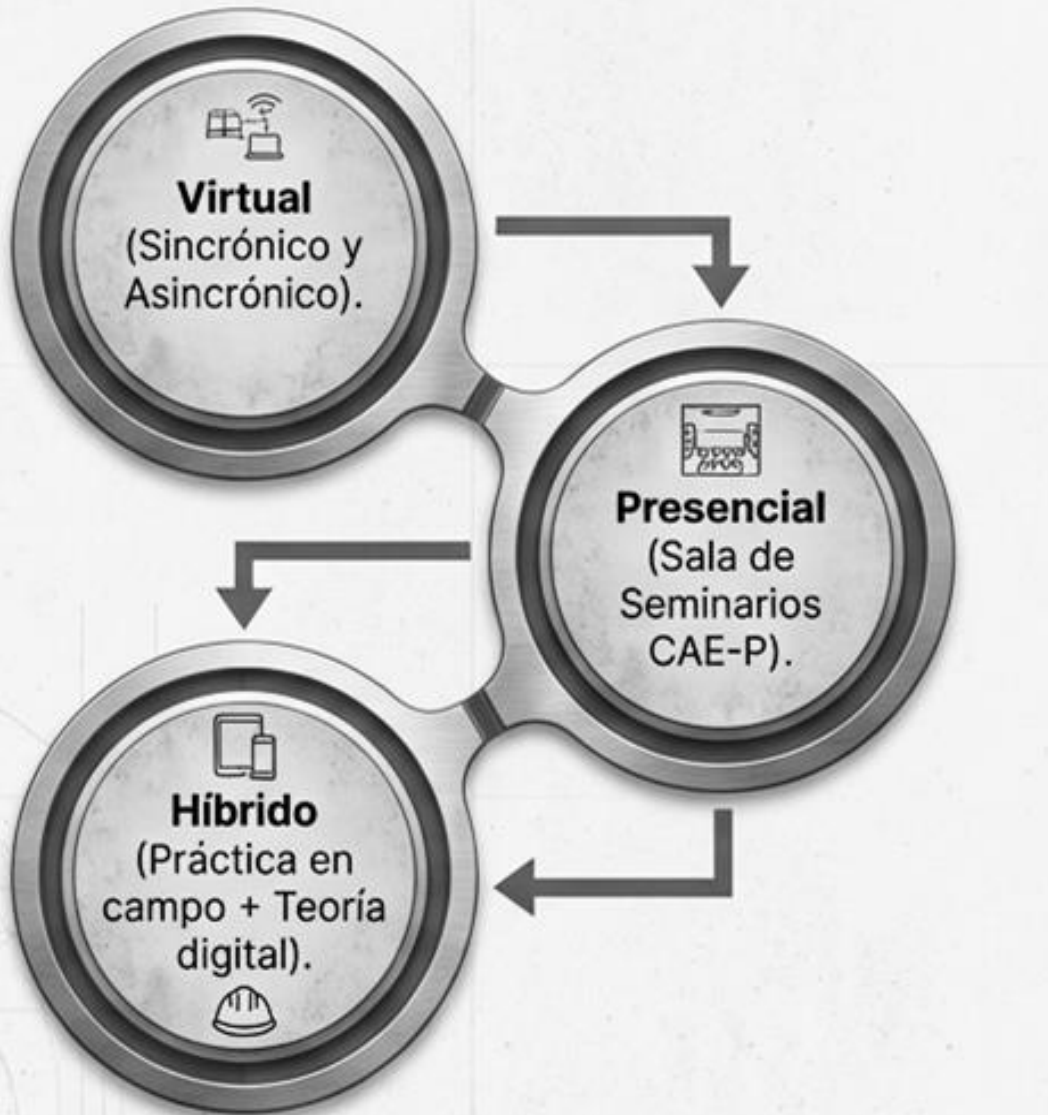 Virtual
(Sincrónico y
Asincrónico).
Presencial
(Sala de
Seminarios
CAE-P).
Híbrido
(Práctica en
campo + Teoría
digital).